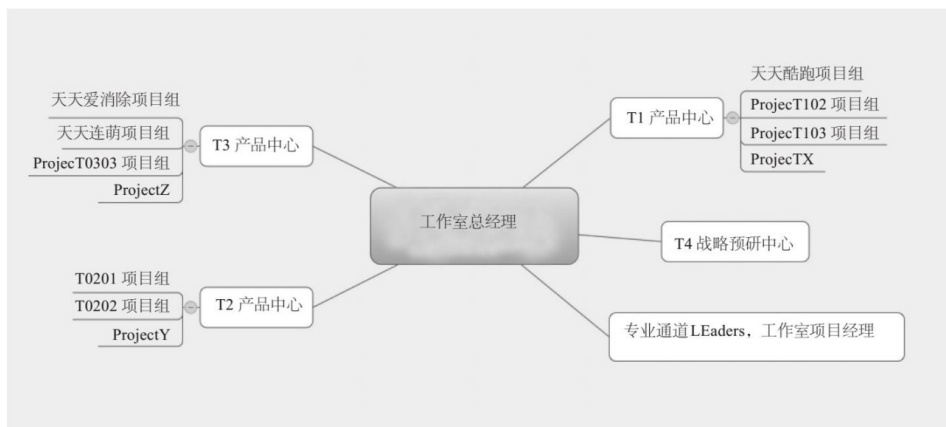 天天酷跑项目组
天天爱消除项目组
ProjecT102 项目组
T1 产品中心
天天连萌项目组
ProjecT103 项目组
T3 产品中心
ProjecT0303 项目组
ProjecTX
ProjectZ
工作室总经理
T4 战略预研中心
T0201 项目组
T0202 项目组
T2 产品中心
ProjectY
专业通道LEaders，工作室项目经理